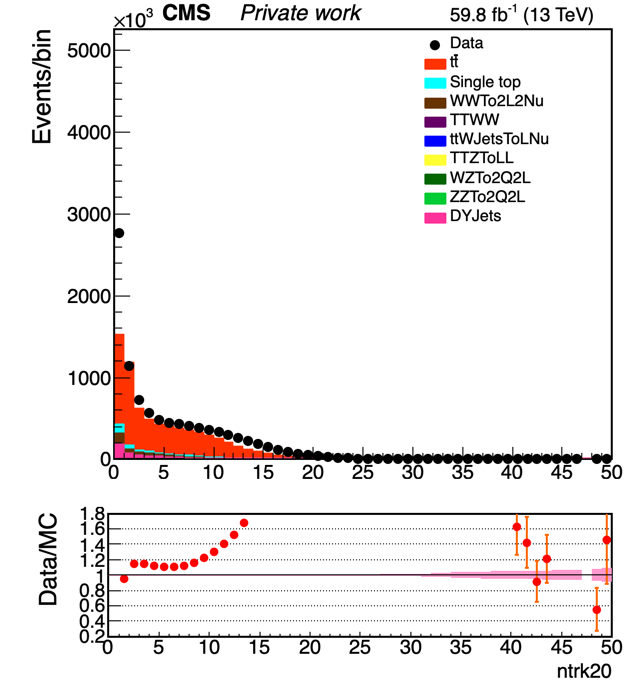 ×10³ CMS Private work 59.8 fb⁻¹ (13 TeV)
Events/bin
5000
4000
3000
2000
1000
0
Data
tt̄
Single top
WWTo2L2Nu
TTWW
ttWJetsToLNu
TTZToLL
WZTo2Q2L
ZZTo2Q2L
DYJets
0 5 10 15 20 25 30 35 40 45 50
Data/MC
1.8
1.6
1.4
1.2
1
0.8
0.6
0.4
0.2
0 5 10 15 20 25 30 35 40 45 50
ntrk20